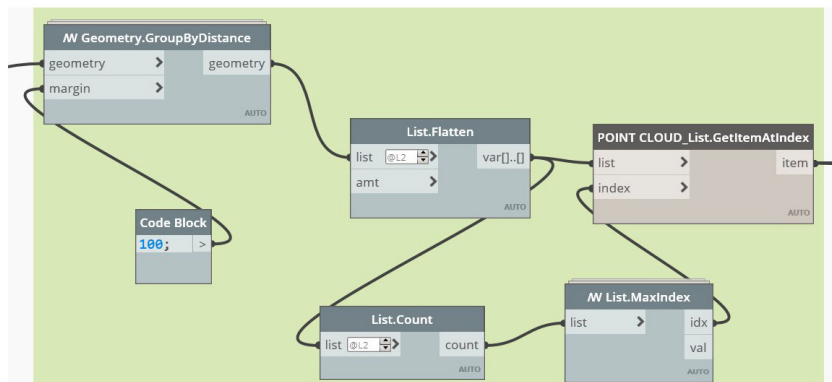 Geometry.GroupByDistance
geometry > geometry
margin >
AUTO
List.Flatten
list @L2 > var[]..[]
amt >
AUTO
POINT CLOUD_List.GetItemAtIndex
list > item
index >
AUTO
Code Block
100; >
List.Count
list @L2 > count
AUTO
List.MaxIndex
list > idx
val
AUTO